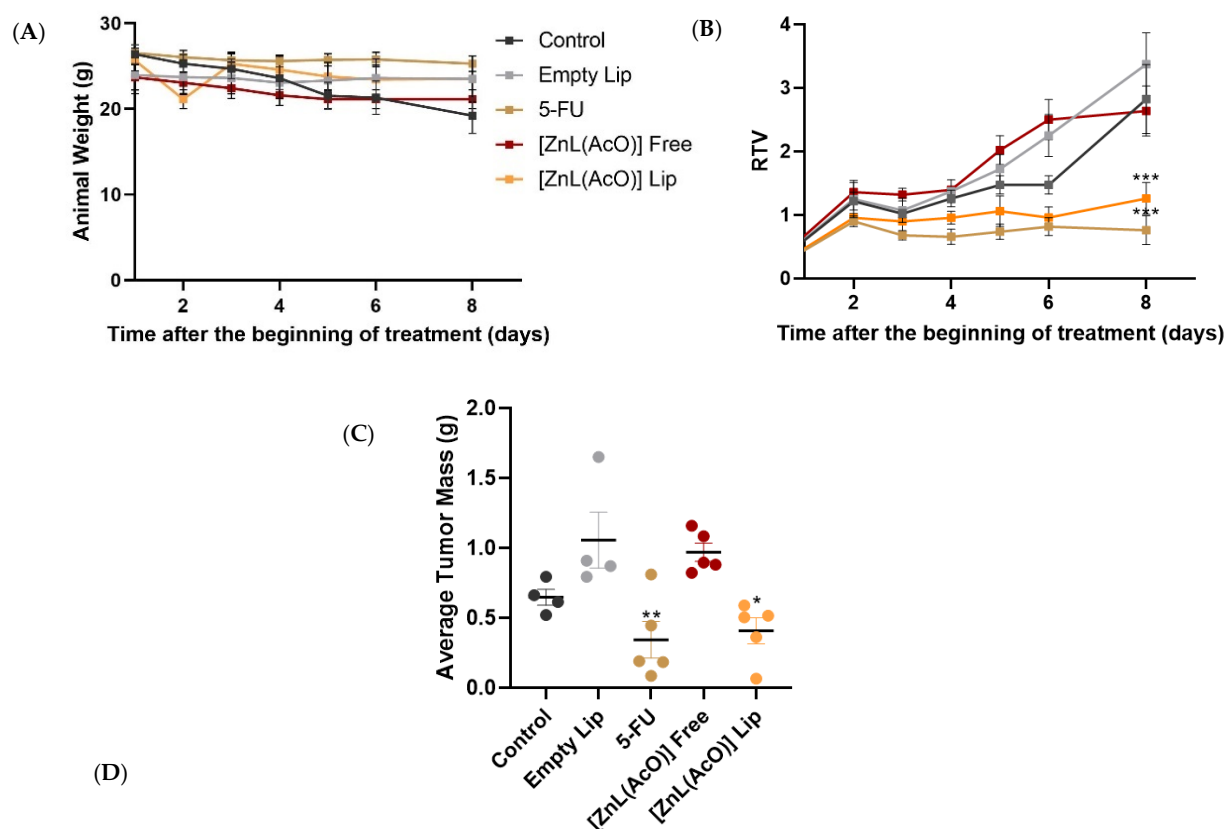 (A)
Animal Weight (g)
30
20
10
0
2
4
6
8
Time after the beginning of treatment (days)
Control
Empty Lip
5-FU
[ZnL(AcO)] Free
[ZnL(AcO)] Lip
(B)
RTV
4
3
2
1
0
2
4
6
8
***
***
Time after the beginning of treatment (days)
(C)
Average Tumor Mass (g)
2.0
1.5
1.0
0.5
0.0
**
*
Control
Empty Lip
5-FU
[ZnL(AcO)] Free
[ZnL(AcO)] Lip
(D)